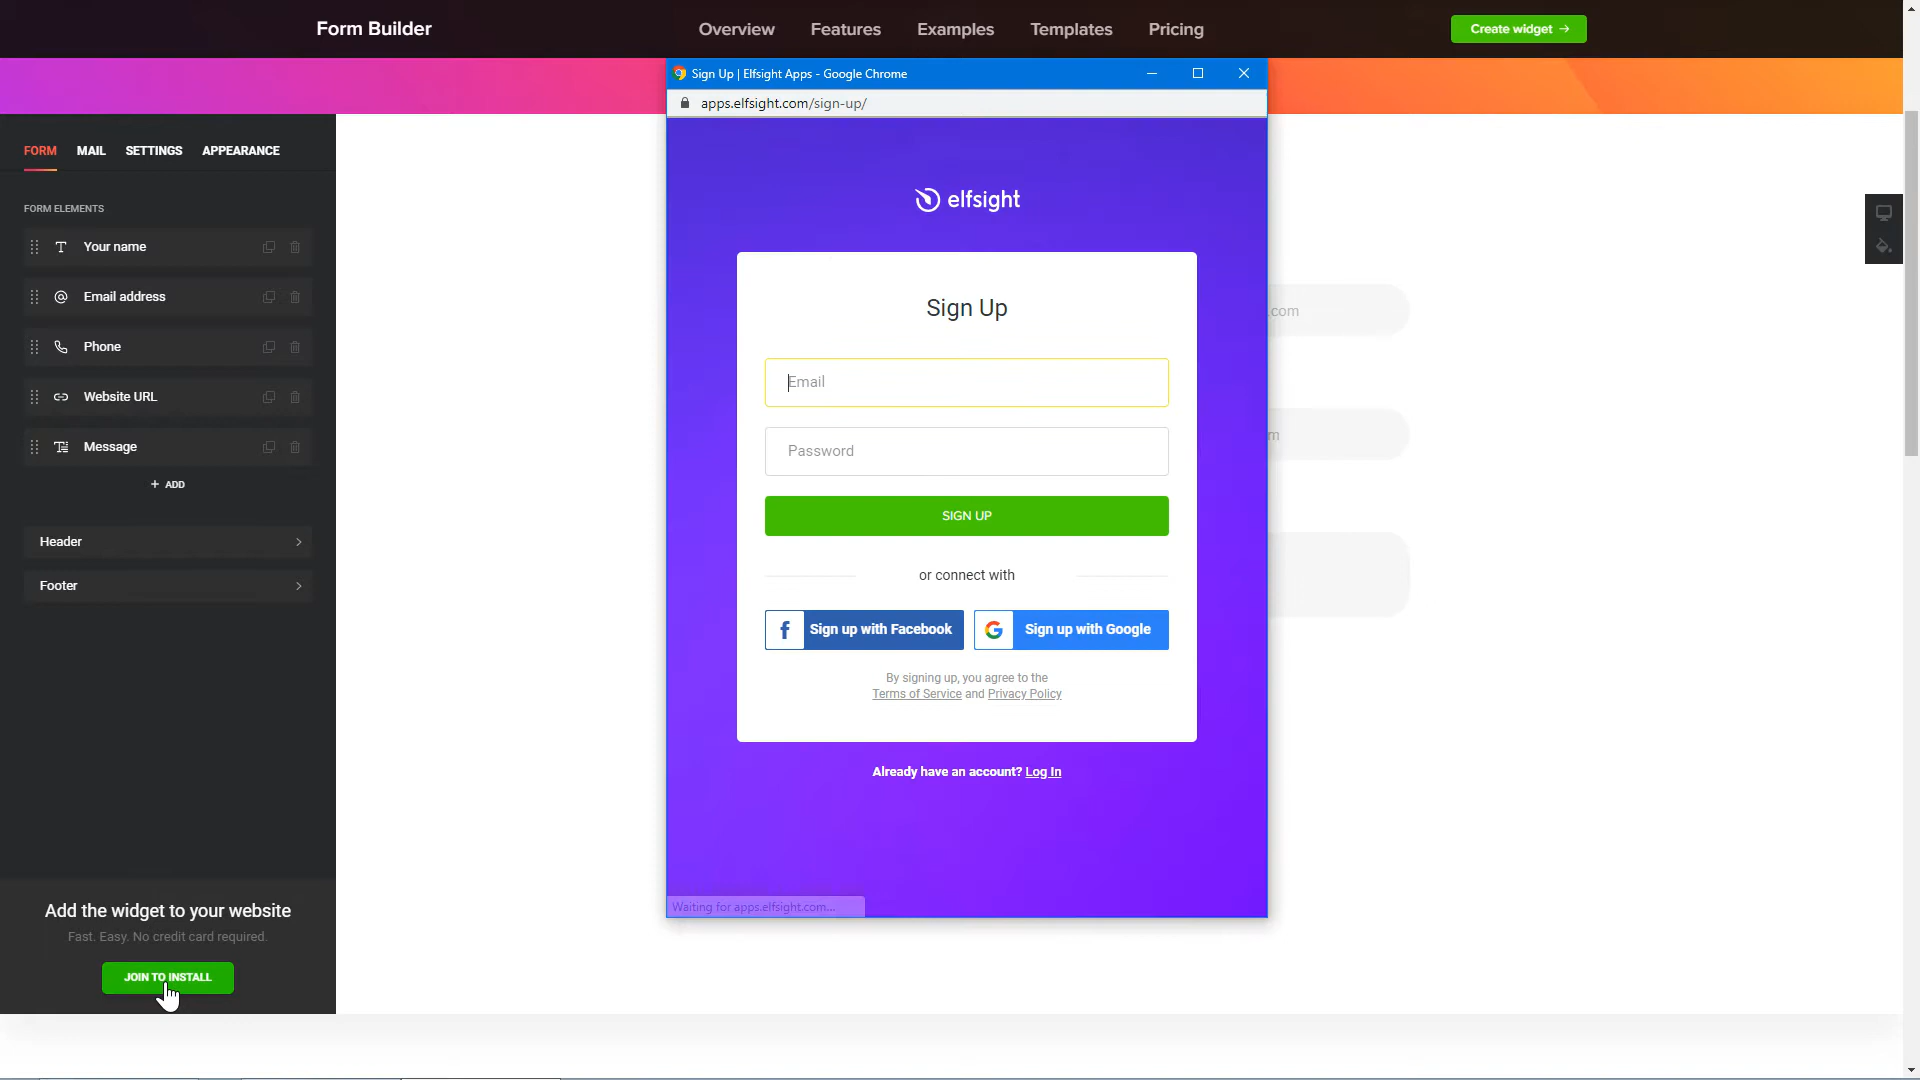 Form Builder
Overview Features Examples Templates Pricing
Create widget →
Sign Up | Elfsight Apps - Google Chrome
apps.elfsight.com/sign-up/
FORM MAIL SETTINGS APPEARANCE
FORM ELEMENTS
Your name
Email address
Phone
Website URL
Message
+ ADD
Header
Footer
Add the widget to your website
Fast. Easy. No credit card required.
JOIN TO INSTALL
elfsight
Sign Up
Email
Password
SIGN UP
or connect with
Sign up with Facebook
Sign up with Google
By signing up, you agree to the
Terms of Service and Privacy Policy
Already have an account? Log In
Waiting for apps.elfsight.com...
.com
m